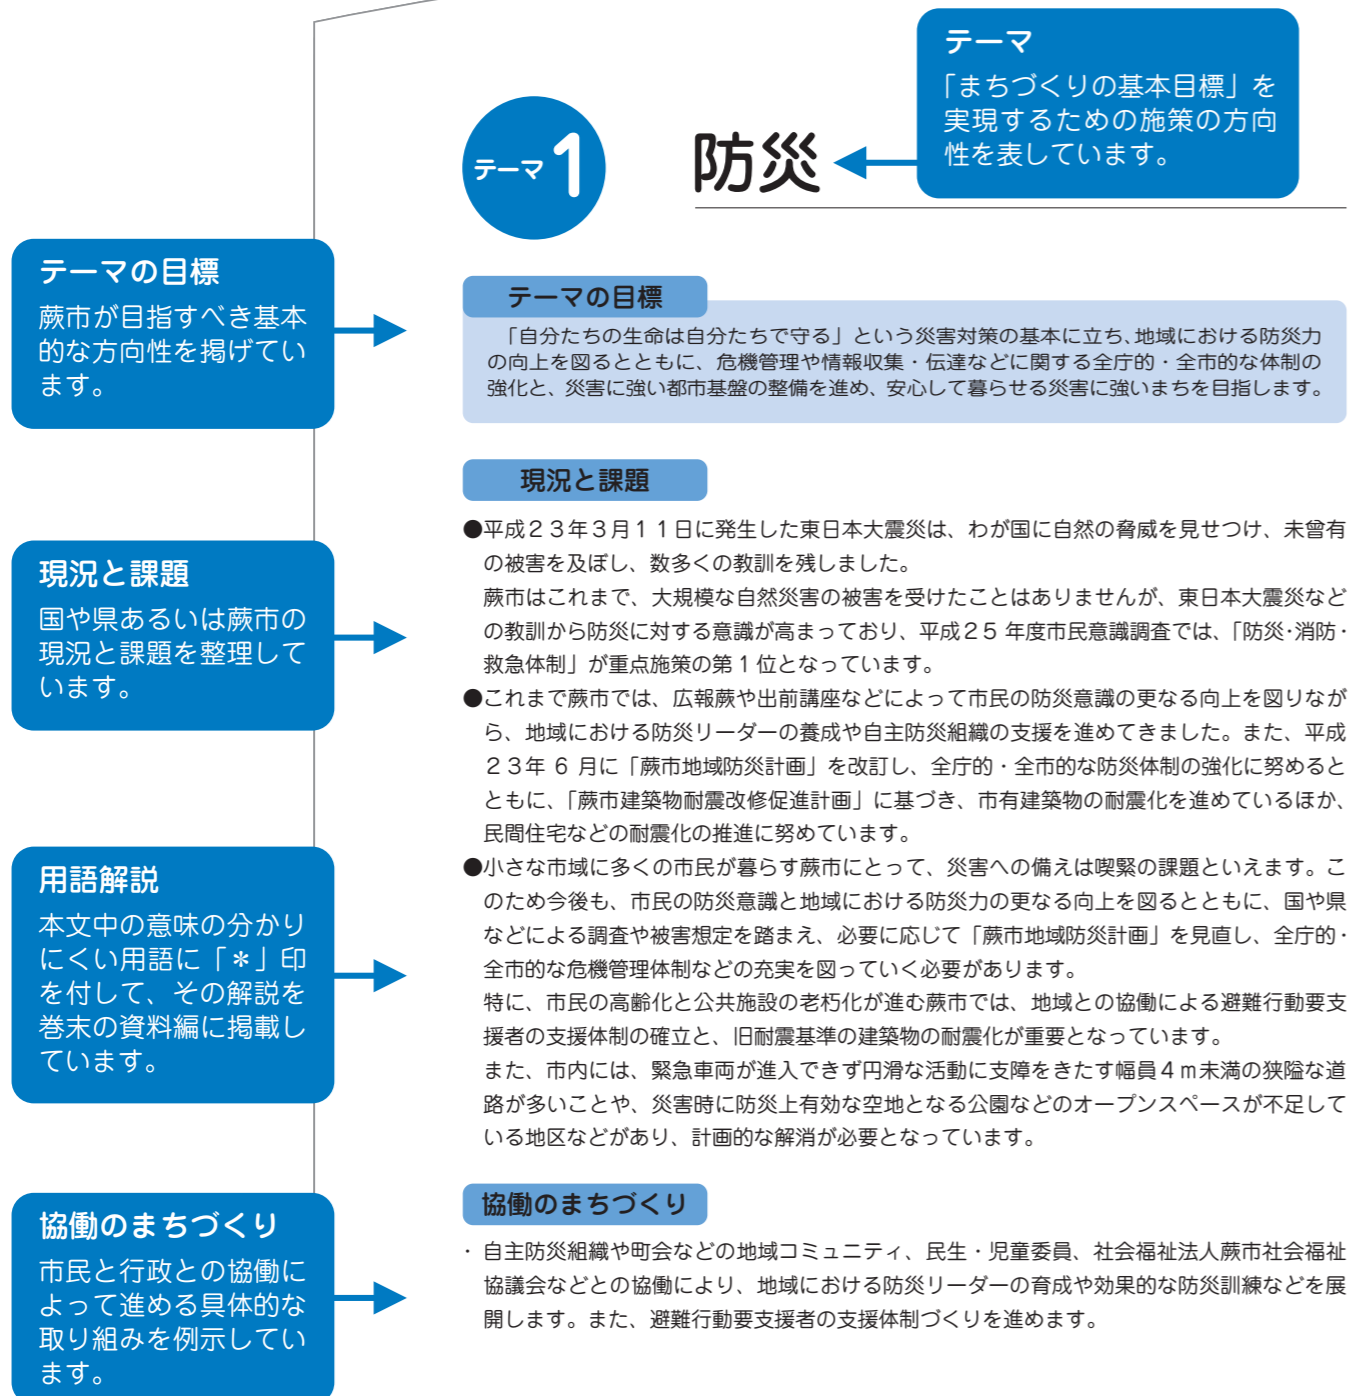 テーマ
「まちづくりの基本目標」を
実現するための施策の方向
性を表しています。
テーマ1
防災
テーマの目標
蕨市が目指すべき基本
的な方向性を掲げてい
ます。
テーマの目標
「自分たちの生命は自分たちで守る」という災害対策の基本に立ち、地域における防災力
の向上を図るとともに、危機管理や情報収集・伝達などに関する全庁的・全市的な体制の
強化と、災害に強い都市基盤の整備を進め、安心して暮らせる災害に強いまちを目指します。
現況と課題
国や県あるいは蕨市の
現況と課題を整理して
います。
現況と課題
●平成23年3月11日に発生した東日本大震災は、わが国に自然の脅威を見せつけ、未曾有
の被害を及ぼし、数多くの教訓を残しました。
蕨市はこれまで、大規模な自然災害の被害を受けたことはありませんが、東日本大震災など
の教訓から防災に対する意識が高まっており、平成25年度市民意識調査では、「防災・消防・
救急体制」が重点施策の第1位となっています。
●これまで蕨市では、広報蕨や出前講座などによって市民の防災意識の更なる向上を図りなが
ら、地域における防災リーダーの養成や自主防災組織の支援を進めてきました。また、平成
23年6月に「蕨市地域防災計画」を改訂し、全庁的・全市的な防災体制の強化に努めると
ともに、「蕨市建築物耐震改修促進計画」に基づき、市有建築物の耐震化を進めているほか、
民間住宅などの耐震化の推進に努めています。
●小さな市域に多くの市民が暮らす蕨市にとって、災害への備えは喫緊の課題といえます。こ
のため今後も、市民の防災意識と地域における防災力の更なる向上を図るとともに、国や県
などによる調査や被害想定を踏まえ、必要に応じて「蕨市地域防災計画」を見直し、全庁的・
全市的な危機管理体制などの充実を図っていく必要があります。
特に、市民の高齢化と公共施設の老朽化が進む蕨市では、地域との協働による避難行動要支
援者の支援体制の確立と、旧耐震基準の建築物の耐震化が重要となっています。
また、市内には、緊急車両が進入できず円滑な活動に支障をきたす幅員4m未満の狭隘な道
路が多いことや、災害時に防災上有効な空地となる公園などのオープンスペースが不足して
いる地区などがあり、計画的な解消が必要となっています。
用語解説
本文中の意味の分かり
にくい用語に「＊」印
を付して、その解説を
巻末の資料編に掲載し
ています。
協働のまちづくり
市民と行政との協働に
よって進める具体的な
取り組みを例示してい
ます。
協働のまちづくり
・自主防災組織や町会などの地域コミュニティ、民生・児童委員、社会福祉法人蕨市社会福祉
協議会などとの協働により、地域における防災リーダーの育成や効果的な防災訓練などを展
開します。また、避難行動要支援者の支援体制づくりを進めます。